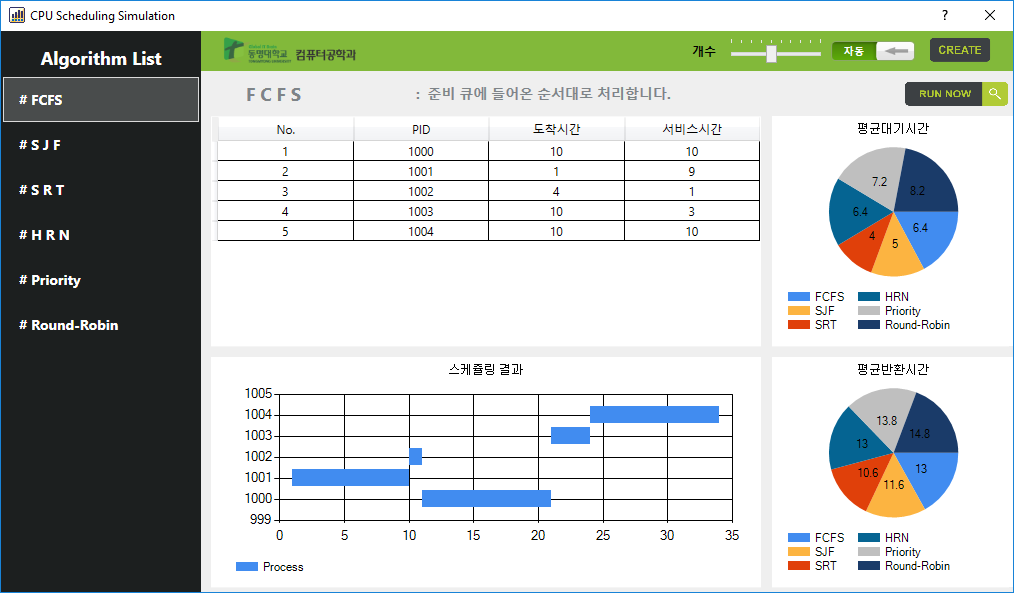 CPU Scheduling Simulation
?
Algorithm List
# FCFS
# S J F
# S R T
# H R N
# Priority
# Round-Robin
동명대학교 컴퓨터공학과
개수
자동
CREATE
F C F S : 준비 큐에 들어온 순서대로 처리합니다.
RUN NOW
No. PID 도착시간 서비스시간
1 1000 10 10
2 1001 1 9
3 1002 4 1
4 1003 10 3
5 1004 10 10
평균대기시간
7.2
8.2
6.4
6.4
4
5
FCFS HRN
SJF Priority
SRT Round-Robin
스케쥴링 결과
1005
1004
1003
1002
1001
1000
999
0 5 10 15 20 25 30 35
Process
평균반환시간
13.8
14.8
13
13
10.6
11.6
FCFS HRN
SJF Priority
SRT Round-Robin